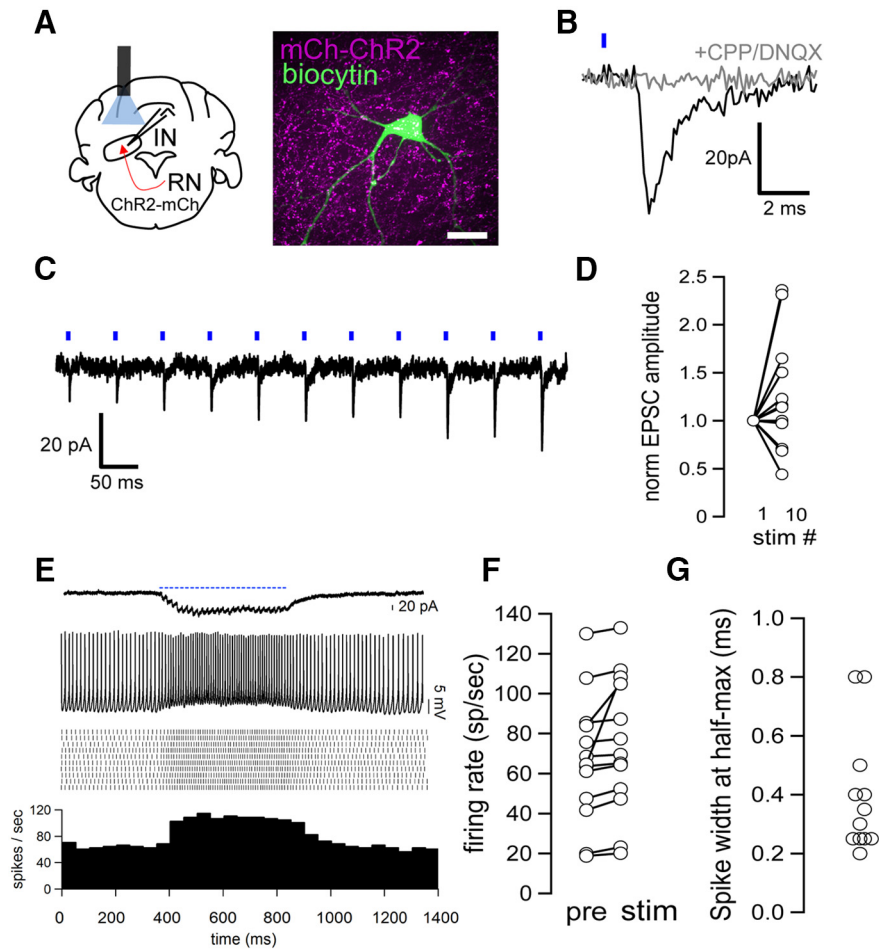 A
IN
RN
ChR2-mCh
mCh-ChR2
biocytin
B
+CPP/DNQX
20pA
2 ms
C
20 pA
50 ms
D
norm EPSC amplitude
2.5
2.0
1.5
1.0
0.5
0
1 10
stim #
E
20 pA
5 mV
spikes / sec
120
80
40
0
0 200 400 600 800 1000 1200 1400
time (ms)
F
firing rate (sp/sec)
140
120
100
80
60
40
20
0
pre stim
G
Spike width at half-max (ms)
1.0
0.8
0.6
0.4
0.2
0.0